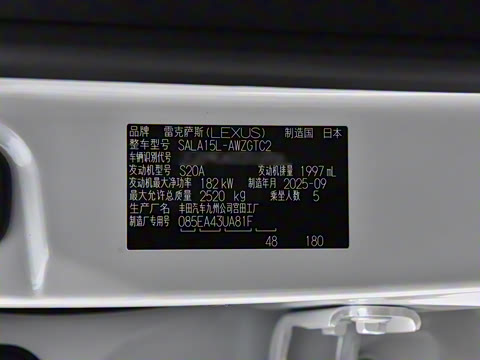 品牌 雷克萨斯(LEXUS) 制造国 日本
整车型号 SALA15L-AWZGTC2
车辆识别代号
发动机型号 S20A 发动机排量 1997 mL
发动机最大净功率 182 kW 制造年月 2025-09
最大允许总质量 2520 kg 乘坐人数 5
生产厂名 丰田汽车九州公司宫田工厂
制造厂专用号 085EA43UA81F
48 180